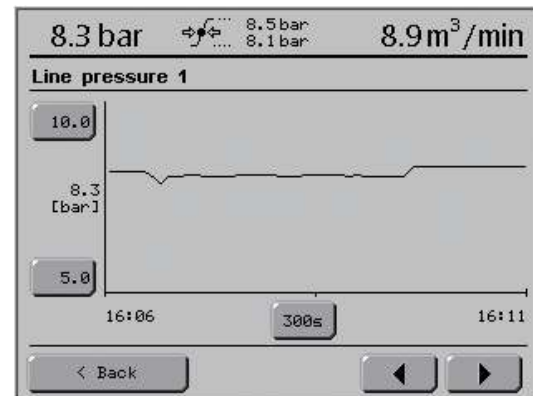 8.3 bar 8.5 bar 8.9 m³/min
8.1 bar
Line pressure 1
10.0
8.3
[bar]
5.0
16:06 300s 16:11
< Back